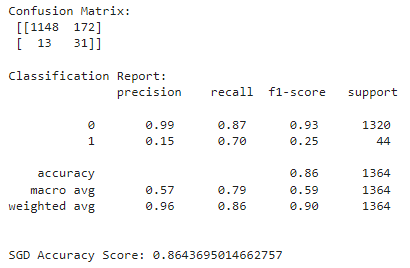 Confusion Matrix:
[[1148 172]
[ 13 31]]
Classification Report:
precision recall f1-score support
0 0.99 0.87 0.93 1320
1 0.15 0.70 0.25 44
accuracy 0.86 1364
macro avg 0.57 0.79 0.59 1364
weighted avg 0.96 0.86 0.90 1364
SGD Accuracy Score: 0.8643695014662757